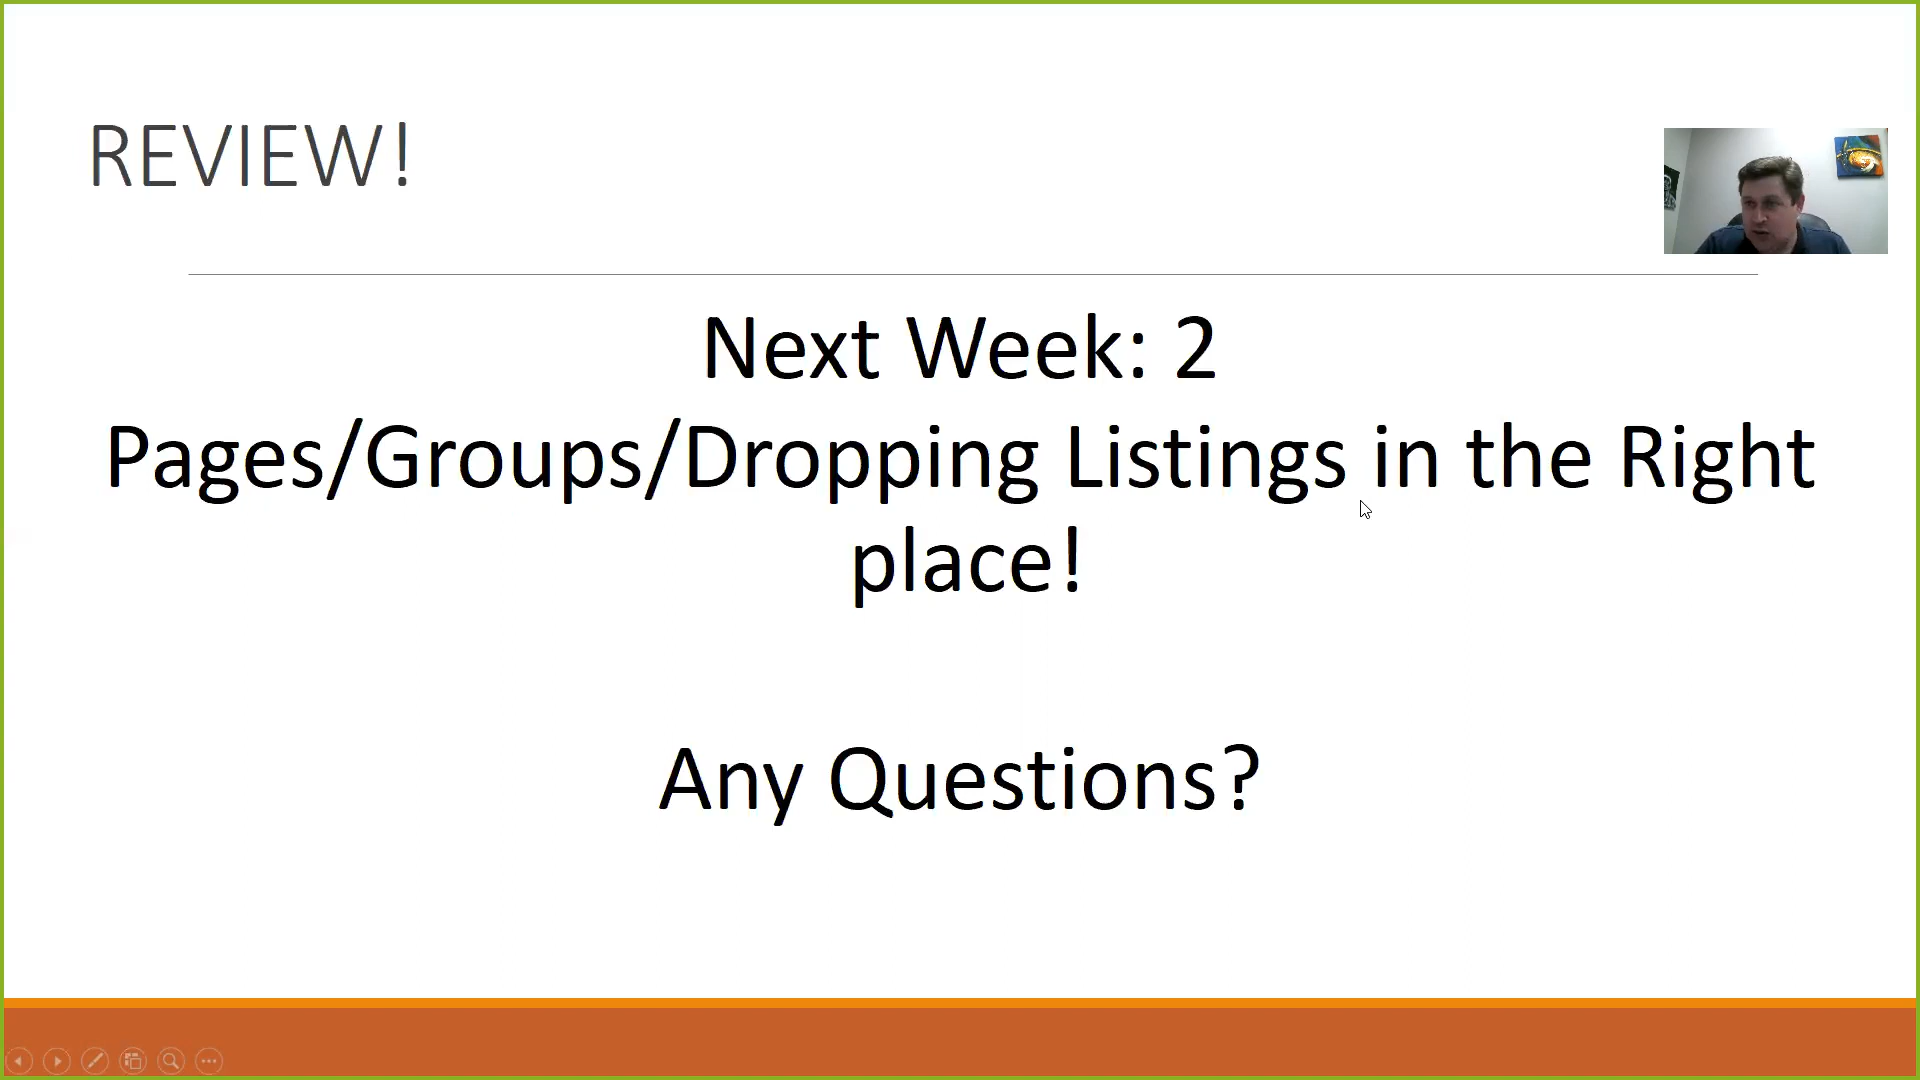 REVIEW!
Next Week: 2
Pages/Groups/Dropping Listings in the Right
place!
Any Questions?